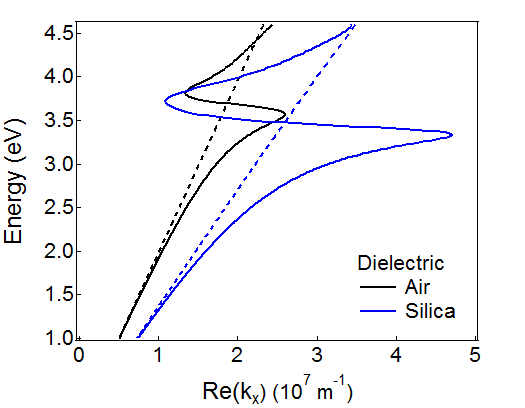 Energy (eV)
4.5
4.0
3.5
3.0
2.5
2.0
1.5
1.0
Dielectric
Air
Silica
0 1 2 3 4 5
Re(kₓ) (10⁷ m⁻¹)